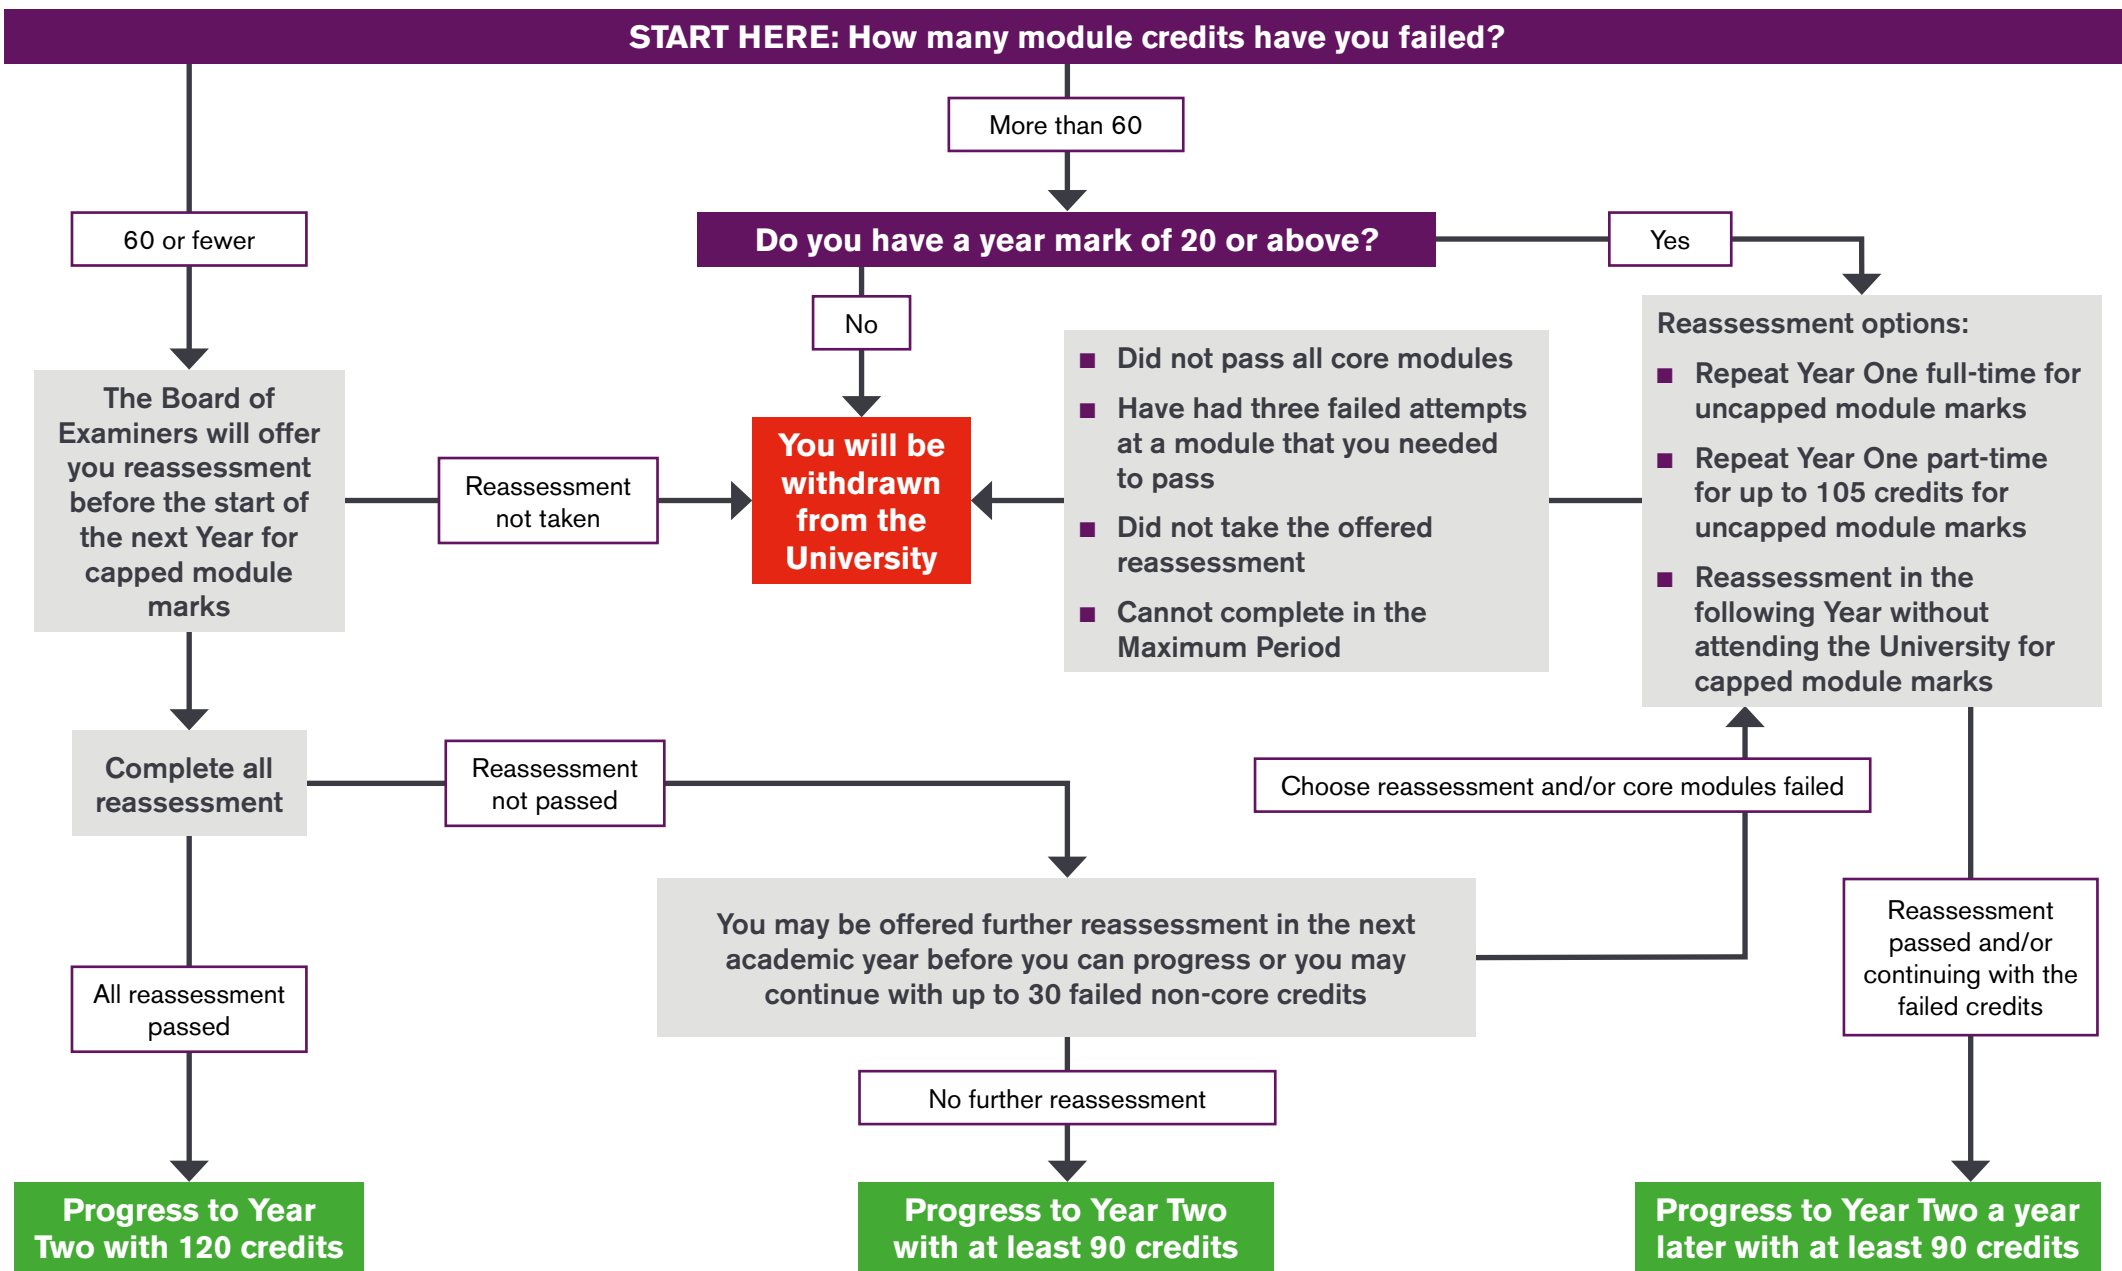 START HERE: How many module credits have you failed?
More than 60
60 or fewer
Do you have a year mark of 20 or above?
Yes
No
The Board of
Examiners will offer
you reassessment
before the start of
the next Year for
capped module
marks
Reassessment
not taken
You will be
withdrawn
from the
University
■ Did not pass all core modules
■ Have had three failed attempts
at a module that you needed
to pass
■ Did not take the offered
reassessment
■ Cannot complete in the
Maximum Period
Reassessment options:
■ Repeat Year One full-time for
uncapped module marks
■ Repeat Year One part-time
for up to 105 credits for
uncapped module marks
■ Reassessment in the
following Year without
attending the University for
capped module marks
Complete all
reassessment
Reassessment
not passed
Choose reassessment and/or core modules failed
You may be offered further reassessment in the next
academic year before you can progress or you may
continue with up to 30 failed non-core credits
Reassessment
passed and/or
continuing with the
failed credits
All reassessment
passed
No further reassessment
Progress to Year
Two with 120 credits
Progress to Year Two
with at least 90 credits
Progress to Year Two a year
later with at least 90 credits